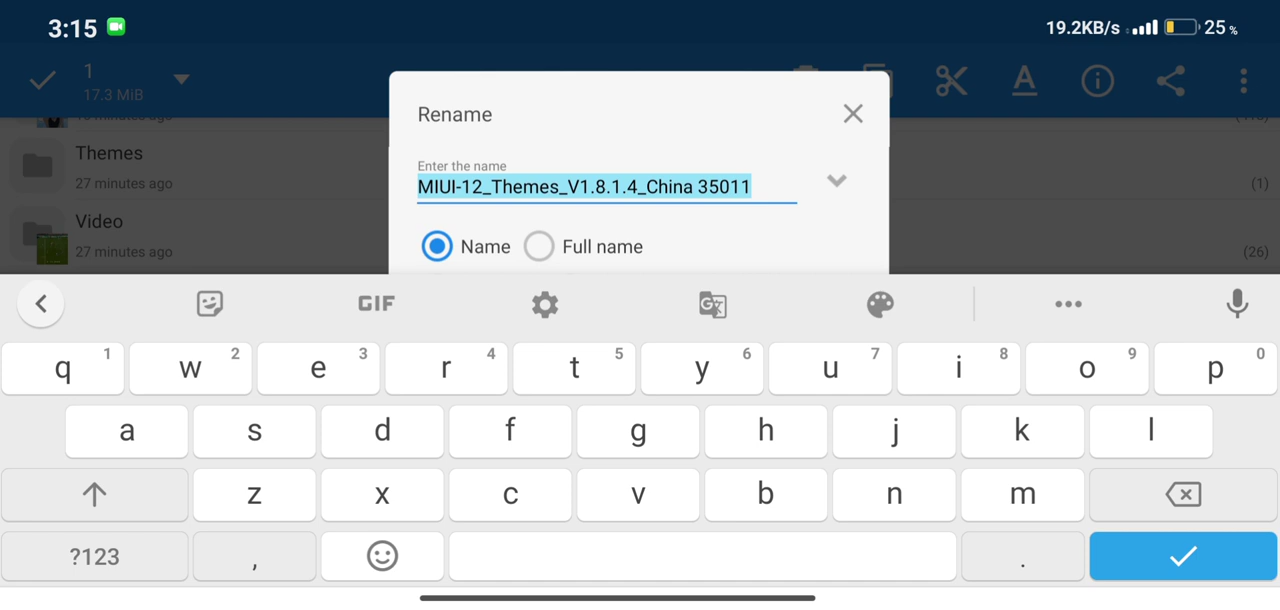 3:15
19.2KB/s
25 %
1
17.3 MiB
Rename
Themes
27 minutes ago
(1)
Enter the name
MIUI-12_Themes_V1.8.1.4_China 35011
Video
27 minutes ago
(26)
Name
Full name
GIF
q 1 w 2 e 3 r 4 t 5 y 6 u 7 i 8 o 9 p 0
a s d f g h j k l
z x c v b n m
?123 , .